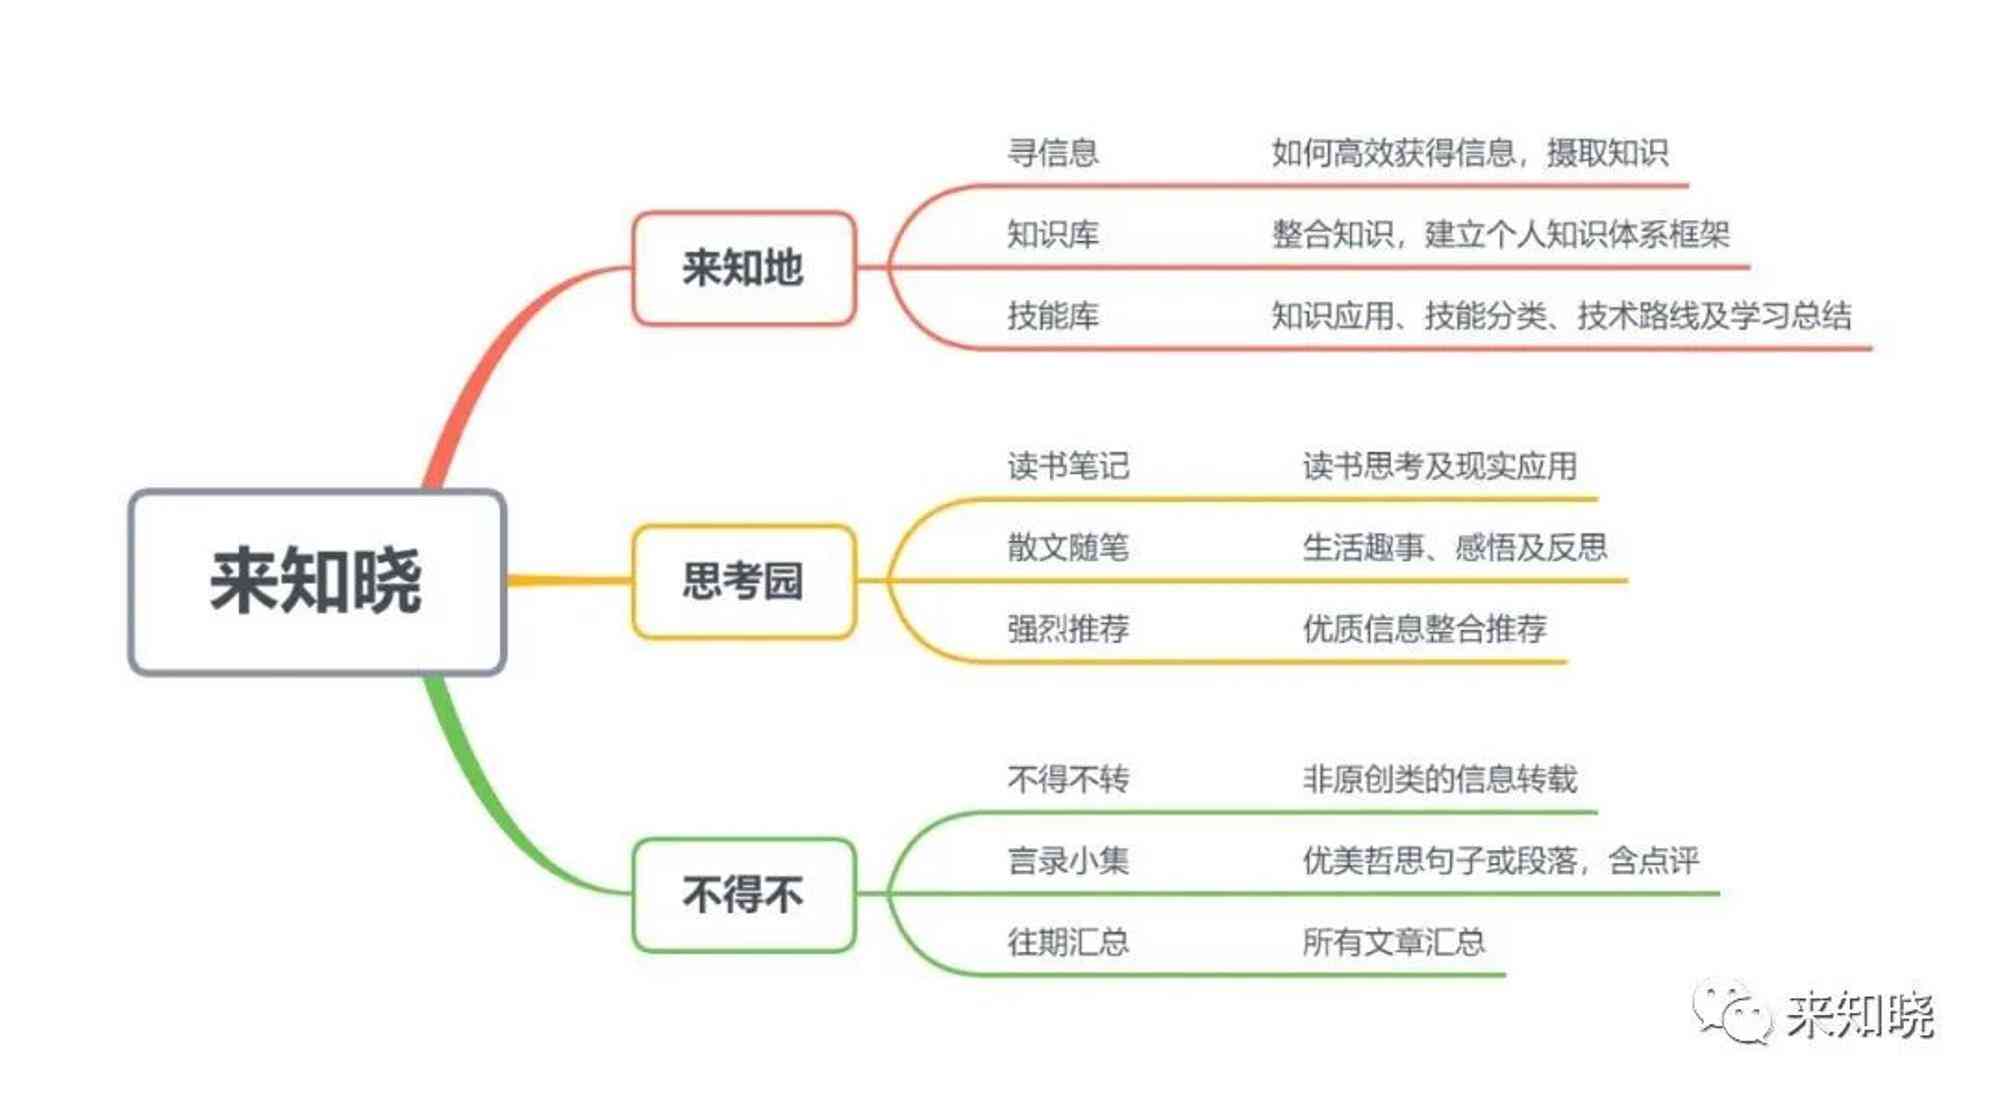 来知晓
来知地
寻信息 如何高效获得信息，摄取知识
知识库 整合知识，建立个人知识体系框架
技能库 知识应用、技能分类、技术路线及学习总结
思考园
读书笔记 读书思考及现实应用
散文随笔 生活趣事、感悟及反思
强烈推荐 优质信息整合推荐
不得不
不得不转 非原创类的信息转载
言录小集 优美哲思句子或段落，含点评
往期汇总 所有文章汇总
来知晓